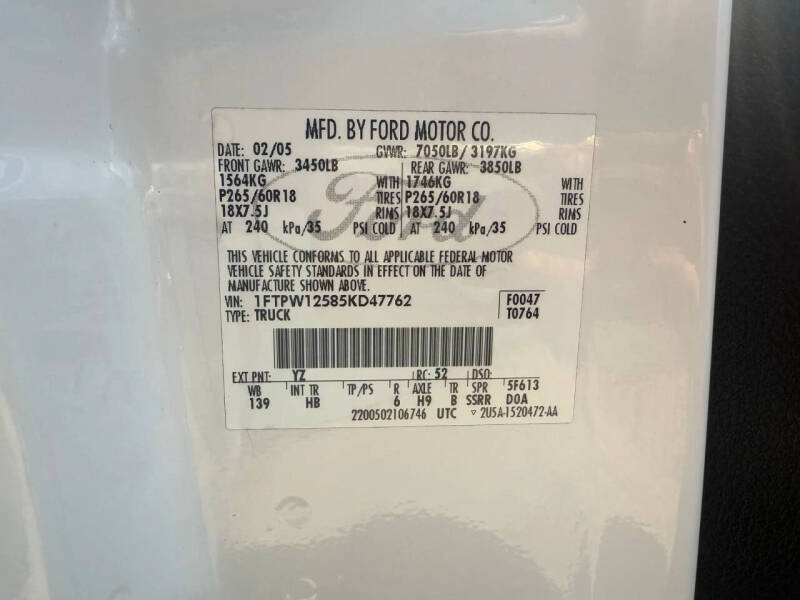 MFD. BY FORD MOTOR CO.
DATE: 02/05 GVWR: 7050LB/ 3197KG
FRONT GAWR: 3450LB REAR GAWR: 3850LB
1564KG WITH 1746KG WITH
P265/60R18 TIRES P265/60R18 TIRES
18X7.5J RIMS 18X7.5J RIMS
AT 240 kPa/35 PSI COLD AT 240 kPa/35 PSI COLD
Ford
THIS VEHICLE CONFORMS TO ALL APPLICABLE FEDERAL MOTOR
VEHICLE SAFETY STANDARDS IN EFFECT ON THE DATE OF
MANUFACTURE SHOWN ABOVE.
VIN: 1FTPW12585KD47762 F0047
TYPE: TRUCK T0764
EXT PNT: YZ RC: 52 DSO:
WB INT TR TP/PS R AXLE TR SPR 5F613
139 HB 6 H9 B SSRR DOA
2200502106746 UTC ▽ 2U5A-1520472-AA